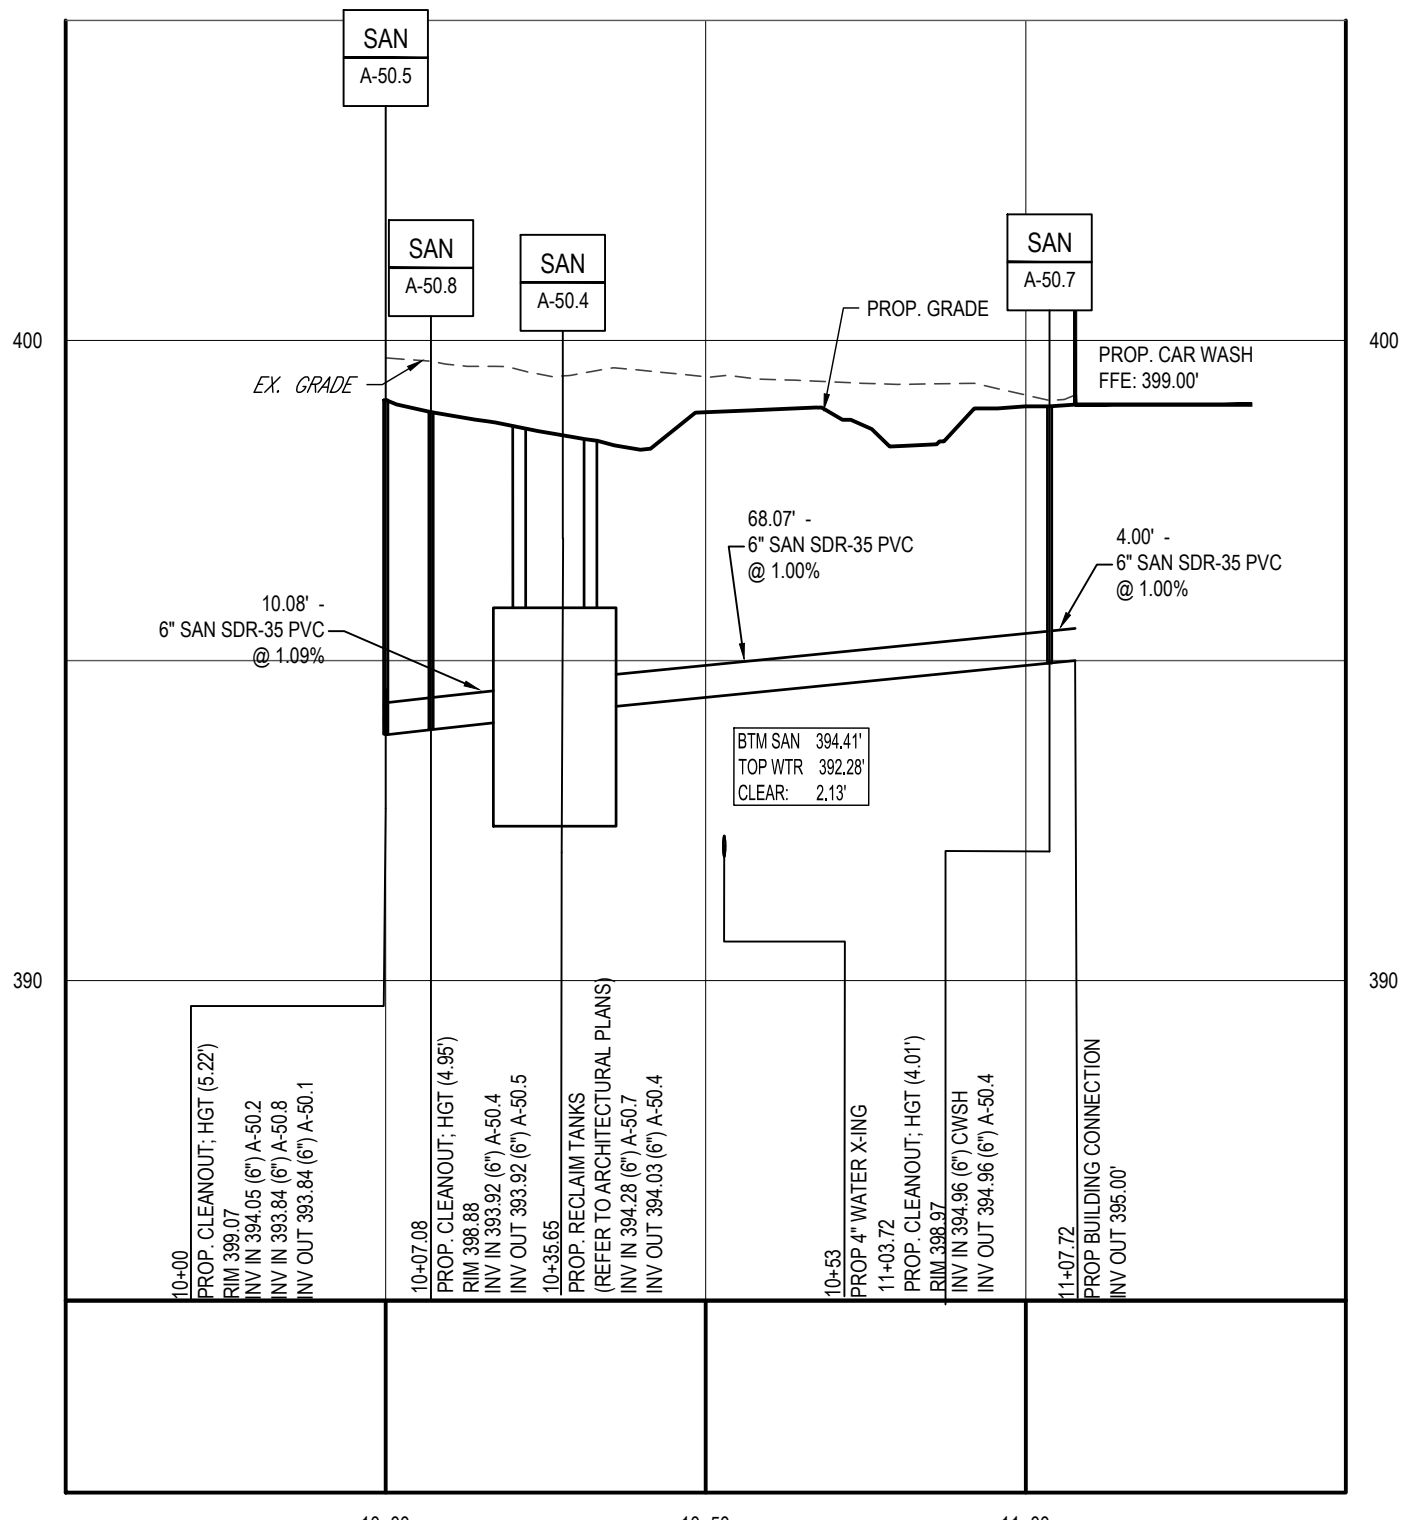 SAN
A-50.5
SAN
A-50.8
SAN
A-50.4
SAN
A-50.7
PROP. GRADE
400
400
EX. GRADE
PROP. CAR WASH
FFE: 399.00'
68.07' -
6" SAN SDR-35 PVC
@ 1.00%
4.00' -
6" SAN SDR-35 PVC
@ 1.00%
10.08' -
6" SAN SDR-35 PVC
@ 1.09%
BTM SAN 394.41'
TOP WTR 392.28'
CLEAR: 2.13'
390
390
10+00
PROP. CLEANOUT; HGT (5.22')
RIM 399.07
INV IN 394.05 (6") A-50.2
INV IN 393.84 (6") A-50.8
INV OUT 393.84 (6") A-50.1
10+07.08
PROP. CLEANOUT; HGT (4.95')
RIM 398.88
INV IN 393.92 (6") A-50.4
INV OUT 393.92 (6") A-50.5
10+35.65
PROP. RECLAIM TANKS
(REFER TO ARCHITECTURAL PLANS)
INV IN 394.28 (6") A-50.7
INV OUT 394.03 (6") A-50.4
10+53
PROP 4" WATER X-ING
11+03.72
PROP. CLEANOUT; HGT (4.01')
RIM 398.97
INV IN 394.96 (6") CWSH
INV OUT 394.96 (6") A-50.4
11+07.72
PROP BUILDING CONNECTION
INV OUT 395.00'